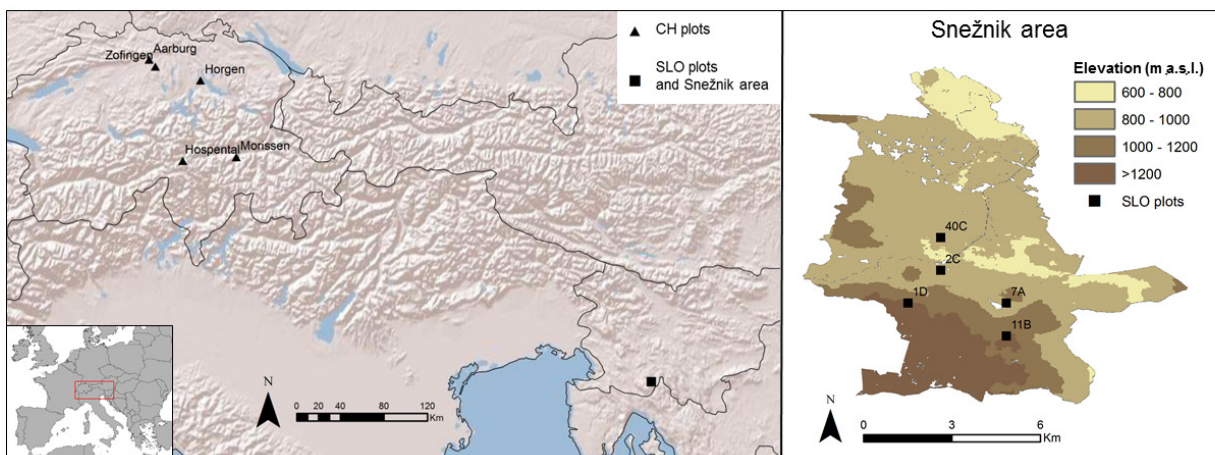 Zofingen
Aarburg
Horgen
Hospental
Morissen
CH plots
SLO plots
and Snežnik area
N
0 20 40 80 120
Km
Snežnik area
Elevation (m a.s.l.)
600 - 800
800 - 1000
1000 - 1200
>1200
SLO plots
40C
2C
1D
7A
11B
N
0 3 6
Km